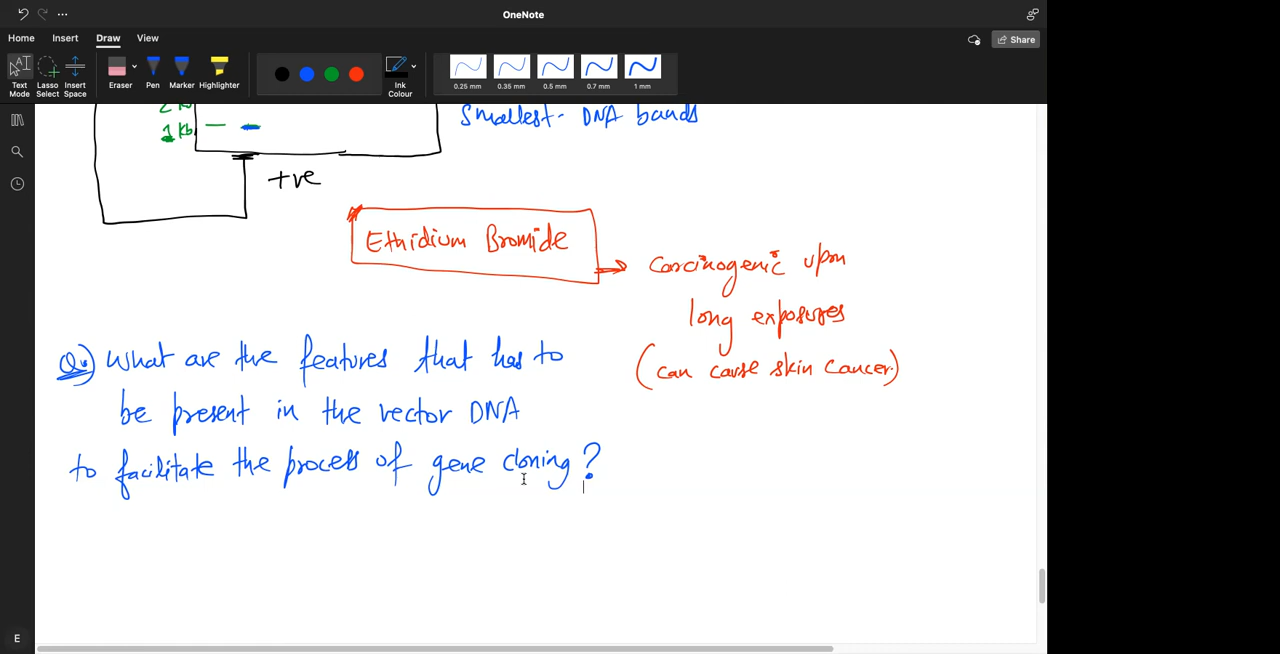 OneNote
Home Insert Draw View
Share
Text Mode
Lasso Select
Insert Space
Eraser
Pen
Marker
Highlighter
Ink Colour
0.25 mm
0.35 mm
0.5 mm
0.7 mm
1 mm
1 Kb
Smallest- DNA bands
+ve
Ethidium Bromide
Carcinogenic upon
long exposures
(can cause skin cancer.)
Qs) What are the features that has to
be present in the vector DNA
to facilitate the process of gene cloning?
E